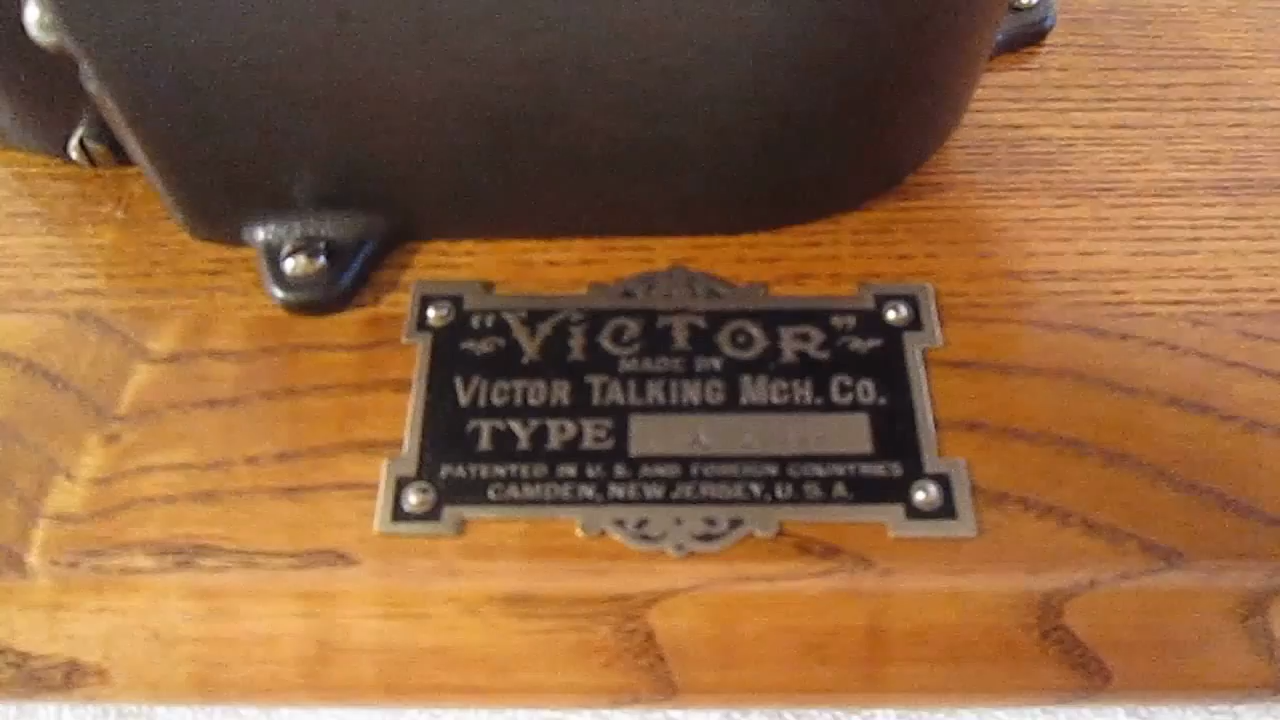 "VICTOR"
MADE BY
VICTOR TALKING MCH. CO.
TYPE
PATENTED IN U. S. AND FOREIGN COUNTRIES
CAMDEN, NEW JERSEY, U. S. A.